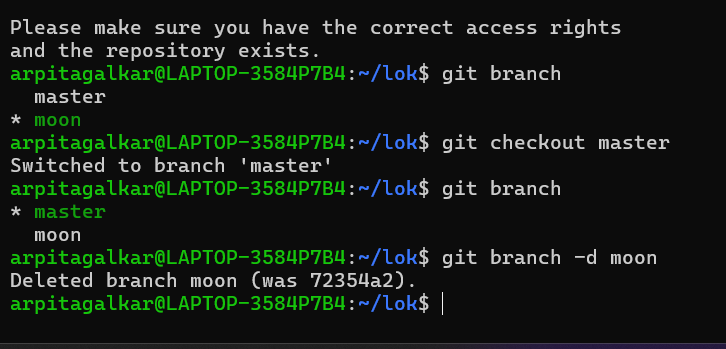 Please make sure you have the correct access rights
and the repository exists.
arpitagalkar@LAPTOP-3584P7B4:~/lok$ git branch
  master
* moon
arpitagalkar@LAPTOP-3584P7B4:~/lok$ git checkout master
Switched to branch 'master'
arpitagalkar@LAPTOP-3584P7B4:~/lok$ git branch
* master
  moon
arpitagalkar@LAPTOP-3584P7B4:~/lok$ git branch -d moon
Deleted branch moon (was 72354a2).
arpitagalkar@LAPTOP-3584P7B4:~/lok$